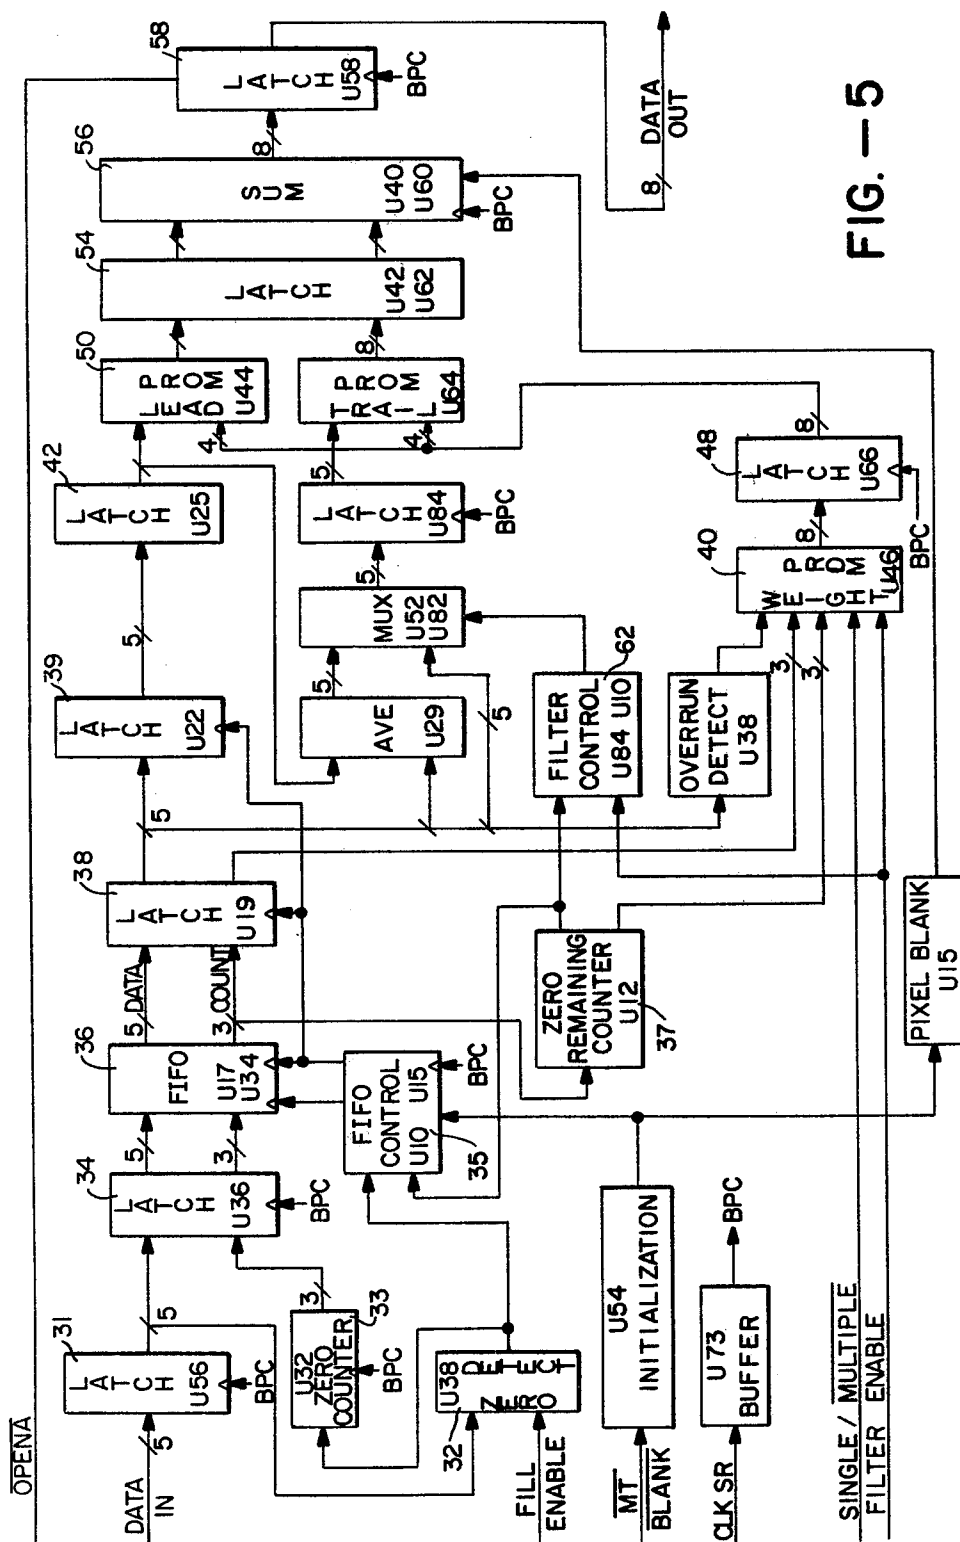 OPENA
DATA IN
5
31
LATCH
U56
BPC
5
34
LATCH
U36
BPC
5
3
36
FIFO
U17
U34
5 DATA
3 COUNT
38
LATCH
U19
5
39
LATCH
U22
5
42
LATCH
U25
50
LEAD PROM
U44
4
54
LATCH
U42
U62
56
SUM
U40
U60
BPC
8
58
LATCH
U58
BPC
8 DATA OUT
3
33
U32
ZERO COUNTER
BPC
FIFO CONTROL
U10 U15
35
BPC
AVE
U29
5
5
MUX
U52
U82
5
LATCH
U84
BPC
5
4
TRAIL PROM
U64
8
32
U38
ZERO DETECT
FILL ENABLE
ZERO REMAINING COUNTER
U12
37
FILTER CONTROL
U84 U10
62
OVERRUN DETECT
U38
3
3
40
WEIGHT PROM
U46
8
48
LATCH
U66
BPC
8
MT BLANK
U54
INITIALIZATION
CLK SR
U73
BUFFER
BPC
SINGLE / MULTIPLE
FILTER ENABLE
PIXEL BLANK
U15
FIG. — 5